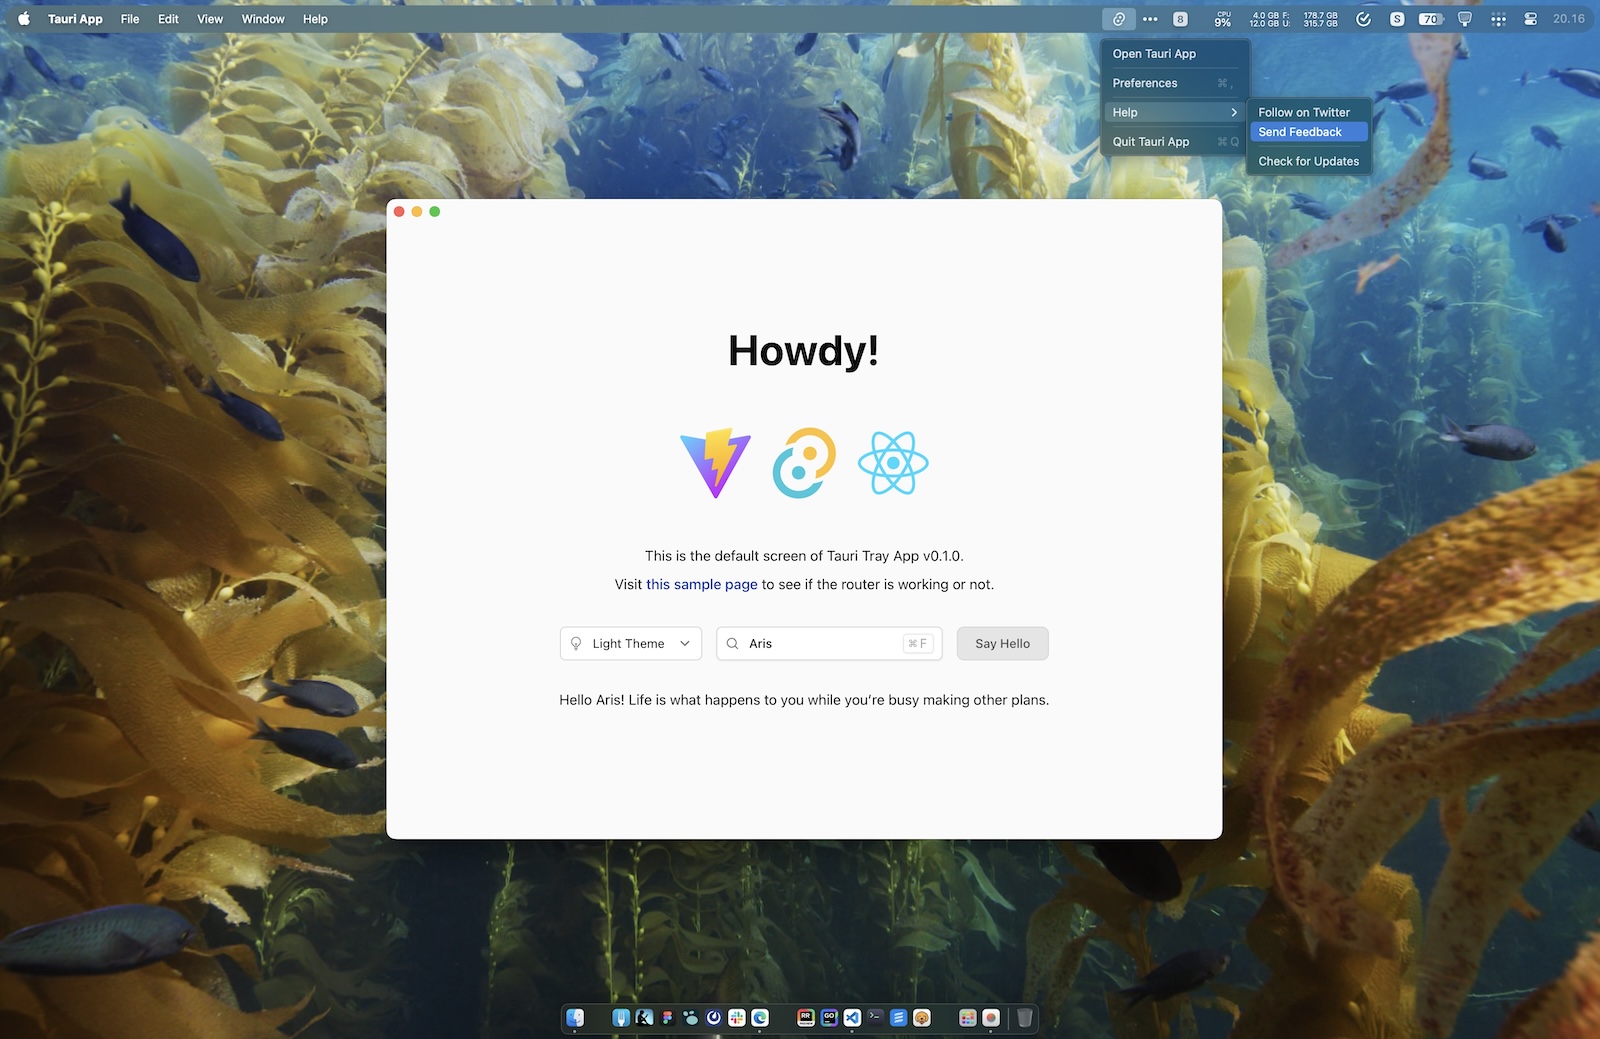 Tauri App File Edit View Window Help
8
CPU
9%
4.0 GB F:
12.0 GB U:
178.7 GB
315.7 GB
S
70
20.16
Open Tauri App
Preferences ⌘ ,
Help
Quit Tauri App ⌘ Q
Follow on Twitter
Send Feedback
Check for Updates
Howdy!
This is the default screen of Tauri Tray App v0.1.0.
Visit this sample page to see if the router is working or not.
Light Theme
Aris ⌘ F
Say Hello
Hello Aris! Life is what happens to you while you're busy making other plans.
RR
GO